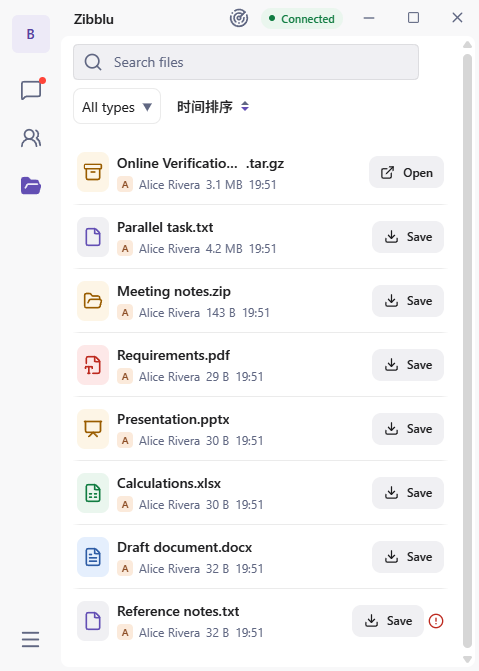 B
Zibblu
Connected
Search files
All types
时间排序
Online Verificatio... .tar.gz
A Alice Rivera 3.1 MB 19:51
Open
Parallel task.txt
A Alice Rivera 4.2 MB 19:51
Save
Meeting notes.zip
A Alice Rivera 143 B 19:51
Save
Requirements.pdf
A Alice Rivera 29 B 19:51
Save
Presentation.pptx
A Alice Rivera 30 B 19:51
Save
Calculations.xlsx
A Alice Rivera 30 B 19:51
Save
Draft document.docx
A Alice Rivera 32 B 19:51
Save
Reference notes.txt
A Alice Rivera 32 B 19:51
Save